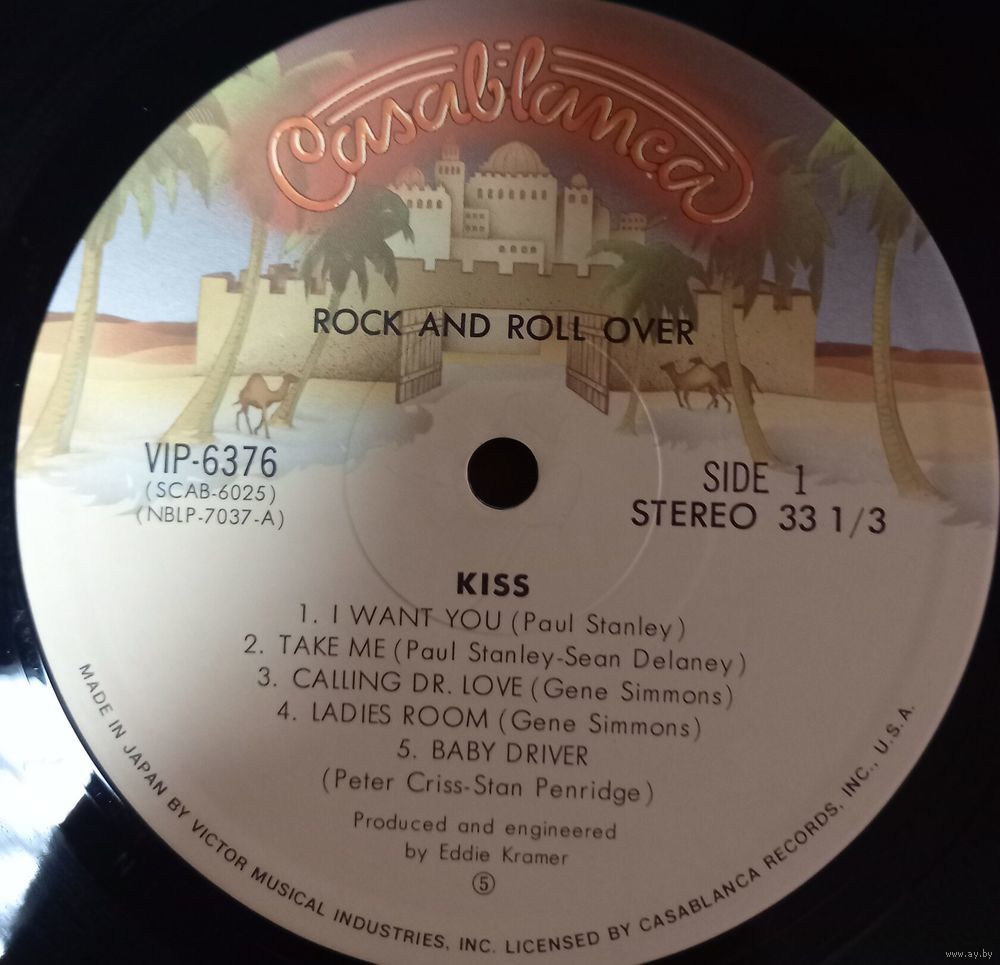 Casablanca
ROCK AND ROLL OVER
VIP-6376
(SCAB-6025)
(NBLP-7037-A)
SIDE 1
STEREO 33 1/3
KISS
1. I WANT YOU (Paul Stanley)
2. TAKE ME (Paul Stanley-Sean Delaney)
3. CALLING DR. LOVE (Gene Simmons)
4. LADIES ROOM (Gene Simmons)
5. BABY DRIVER
(Peter Criss-Stan Penridge)
Produced and engineered
by Eddie Kramer
⑤
MADE IN JAPAN BY VICTOR MUSICAL INDUSTRIES, INC. LICENSED BY CASABLANCA RECORDS, INC., U.S.A.
www.ay.by